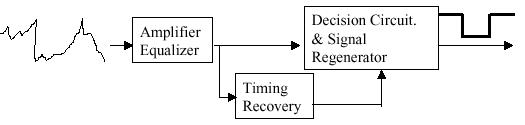 Amplifier
Equalizer
Decision Circuit.
& Signal
Regenerator
Timing
Recovery